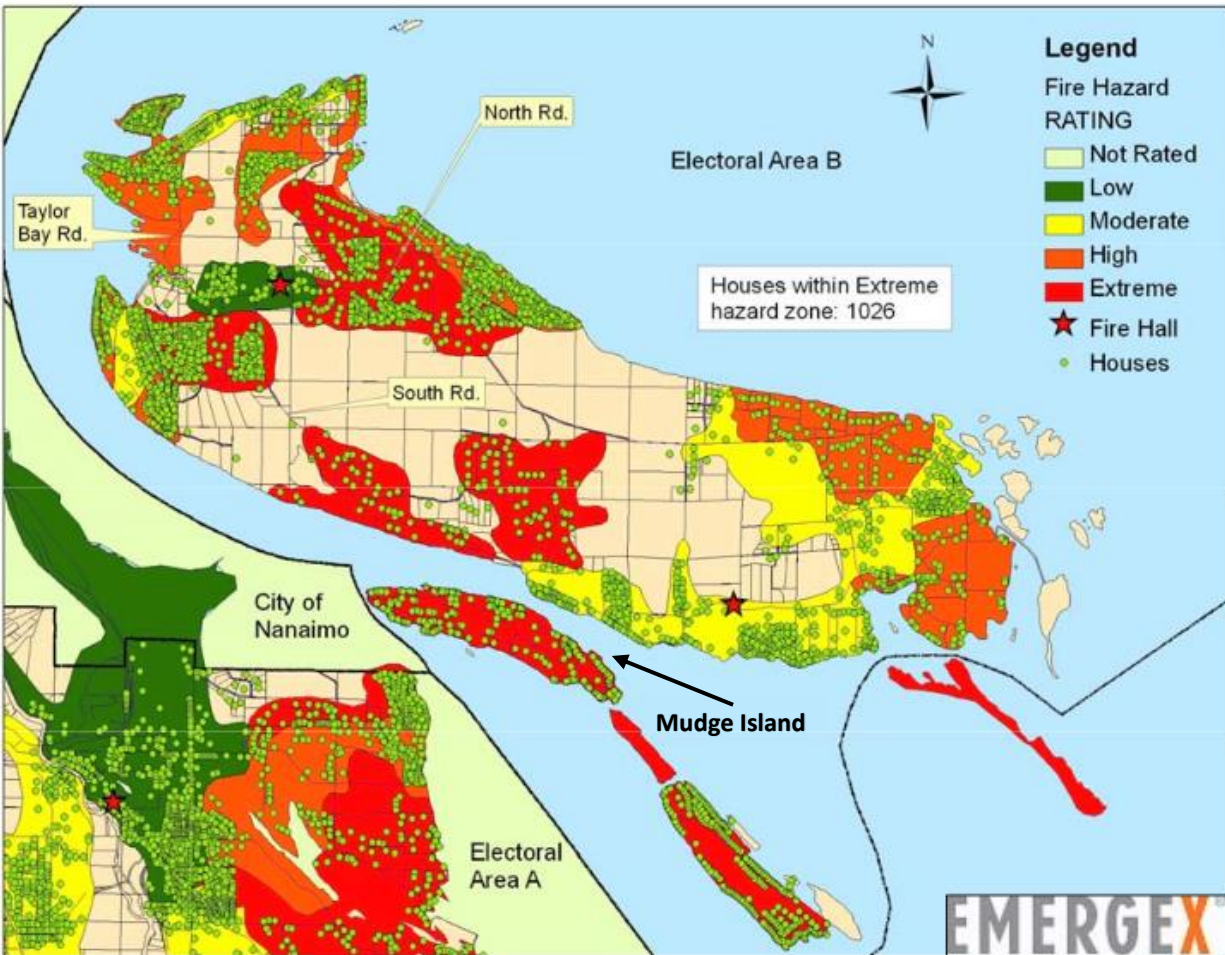 N
Legend
Fire Hazard
RATING
Not Rated
Low
Moderate
High
Extreme
Fire Hall
Houses
North Rd.
Electoral Area B
Taylor
Bay Rd.
Houses within Extreme
hazard zone: 1026
South Rd.
City of
Nanaimo
Mudge Island
Electoral
Area A
EMERGEX